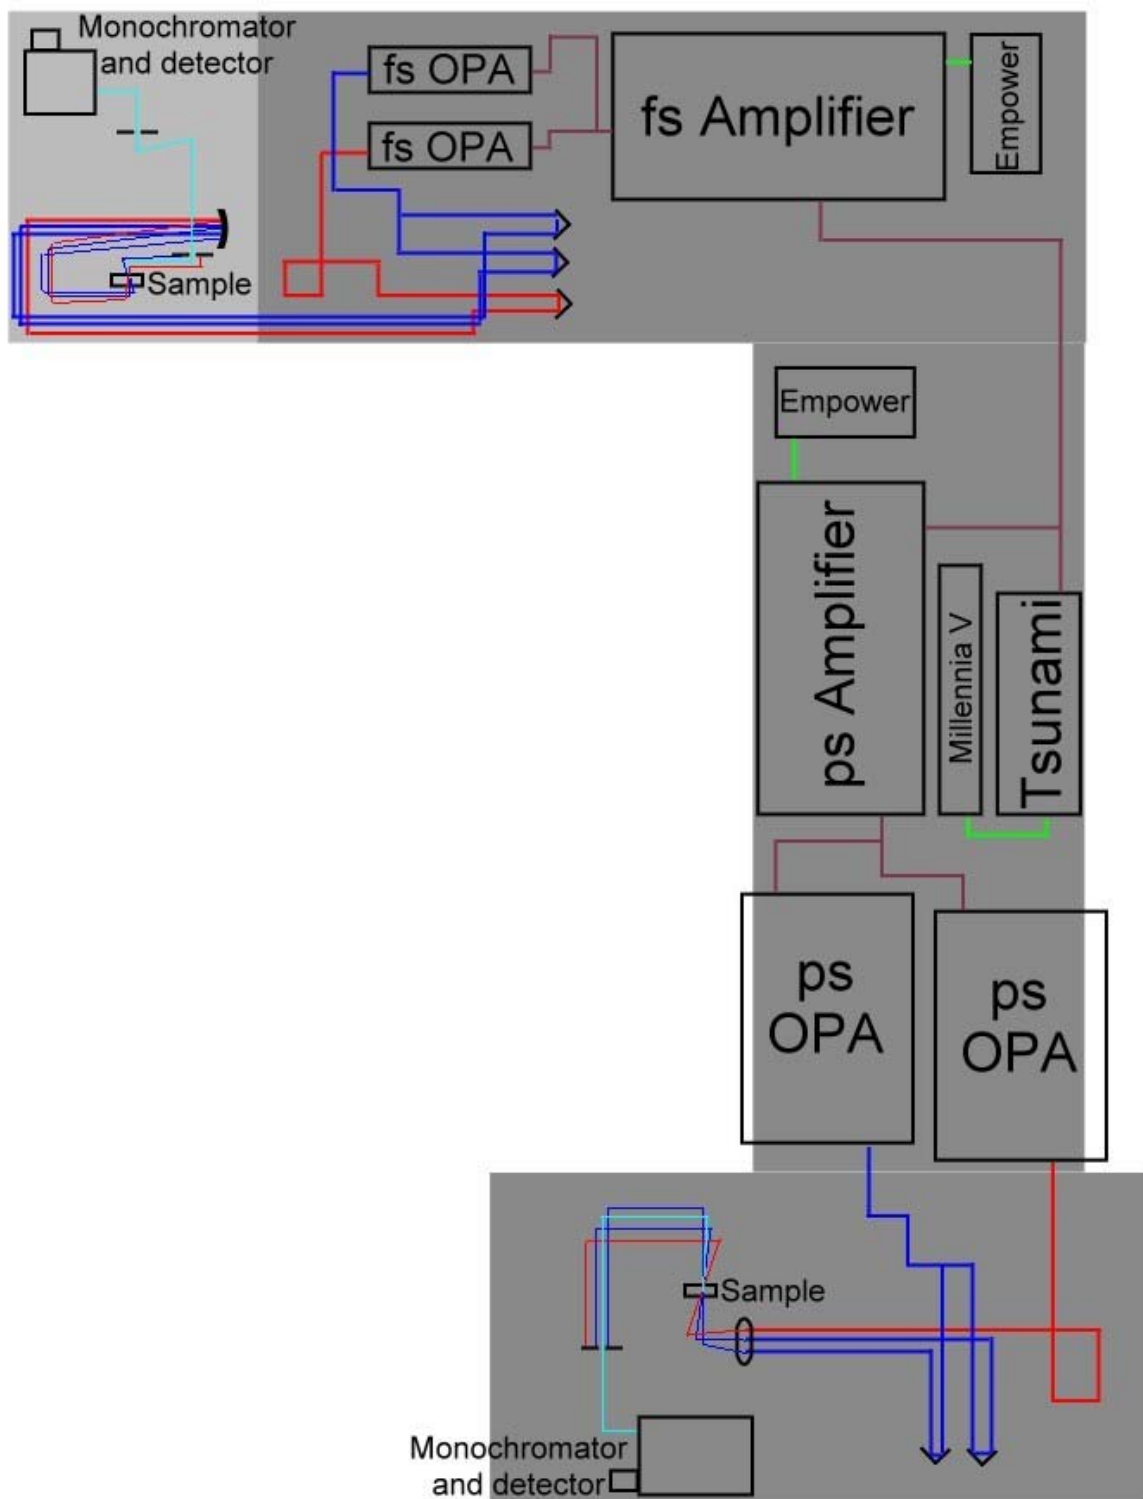 Monochromator
and detector
fs OPA
fs Amplifier
Empower
fs OPA
Sample
Empower
ps Amplifier
Millennia V
Tsunami
ps
OPA
ps
OPA
Sample
Monochromator
and detector